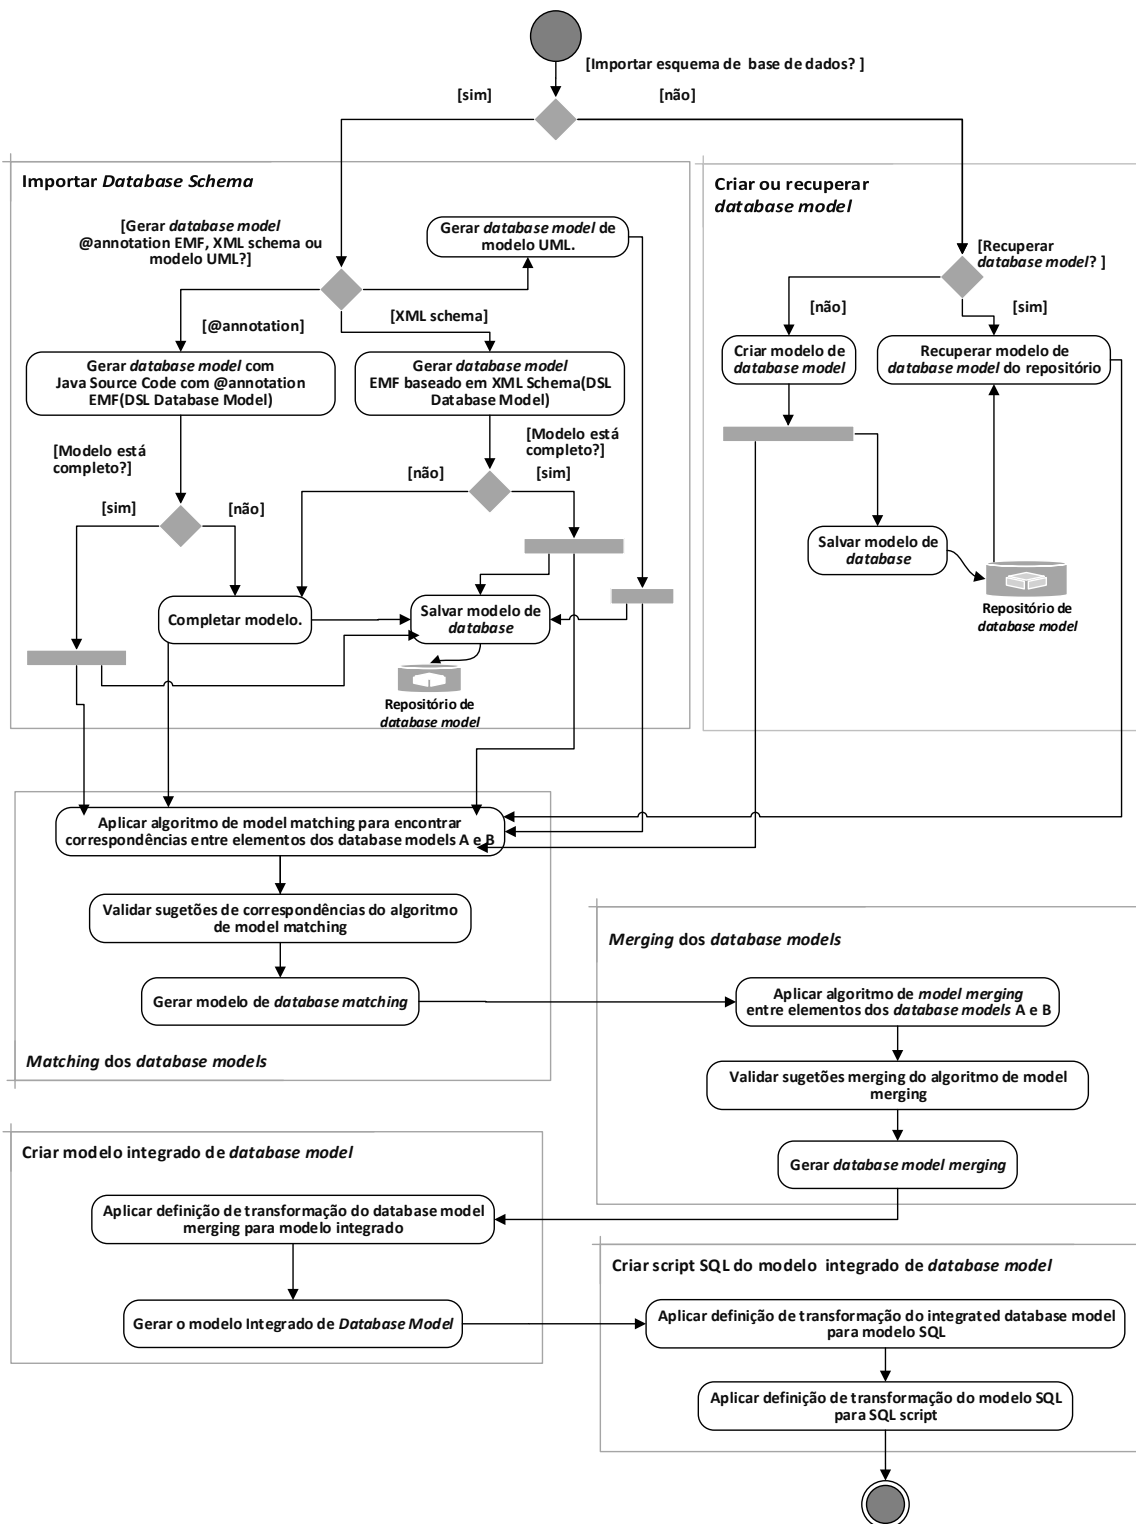 [Importar esquema de base de dados? ]
[sim]
[não]
Importar Database Schema
[Gerar database model
@annotation EMF, XML schema ou
modelo UML?]
Gerar database model de
modelo UML.
[@annotation]
[XML schema]
Gerar database model com
Java Source Code com @annotation
EMF(DSL Database Model)
Gerar database model
EMF baseado em XML Schema(DSL
Database Model)
[Modelo está
completo?]
[Modelo está
completo?]
[não]
[sim]
[sim]
[não]
Completar modelo.
Salvar modelo de
database
Repositório de
database model
Criar ou recuperar
database model
[Recuperar
database model? ]
[não]
[sim]
Criar modelo de
database model
Recuperar modelo de
database model do repositório
Salvar modelo de
database
Repositório de
database model
Aplicar algoritmo de model matching para encontrar
correspondências entre elementos dos database models A e B
Validar sugetões de correspondências do algoritmo
de model matching
Gerar modelo de database matching
Matching dos database models
Merging dos database models
Aplicar algoritmo de model merging
entre elementos dos database models A e B
Validar sugetões merging do algoritmo de model
merging
Gerar database model merging
Criar modelo integrado de database model
Aplicar definição de transformação do database model
merging para modelo integrado
Gerar o modelo Integrado de Database Model
Criar script SQL do modelo integrado de database model
Aplicar definição de transformação do integrated database model
para modelo SQL
Aplicar definição de transformação do modelo SQL
para SQL script